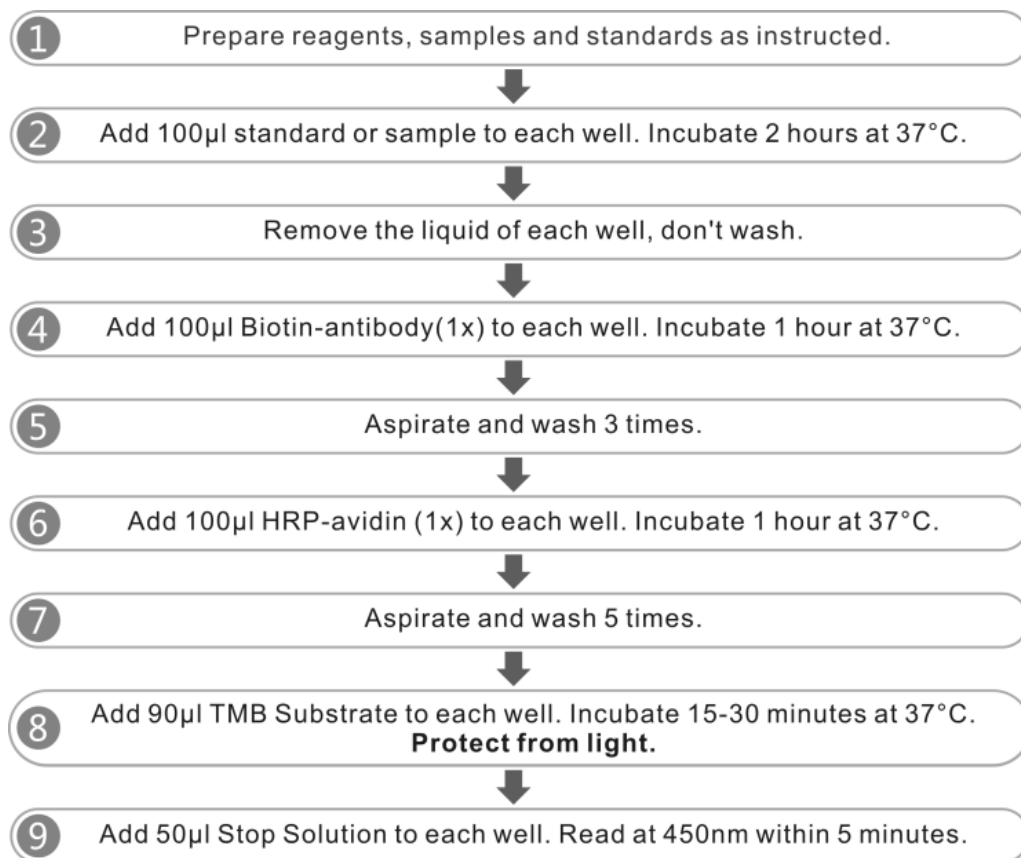 1 Prepare reagents, samples and standards as instructed.
2 Add 100µl standard or sample to each well. Incubate 2 hours at 37°C.
3 Remove the liquid of each well, don't wash.
4 Add 100µl Biotin-antibody(1x) to each well. Incubate 1 hour at 37°C.
5 Aspirate and wash 3 times.
6 Add 100µl HRP-avidin (1x) to each well. Incubate 1 hour at 37°C.
7 Aspirate and wash 5 times.
8 Add 90µl TMB Substrate to each well. Incubate 15-30 minutes at 37°C.
Protect from light.
9 Add 50µl Stop Solution to each well. Read at 450nm within 5 minutes.